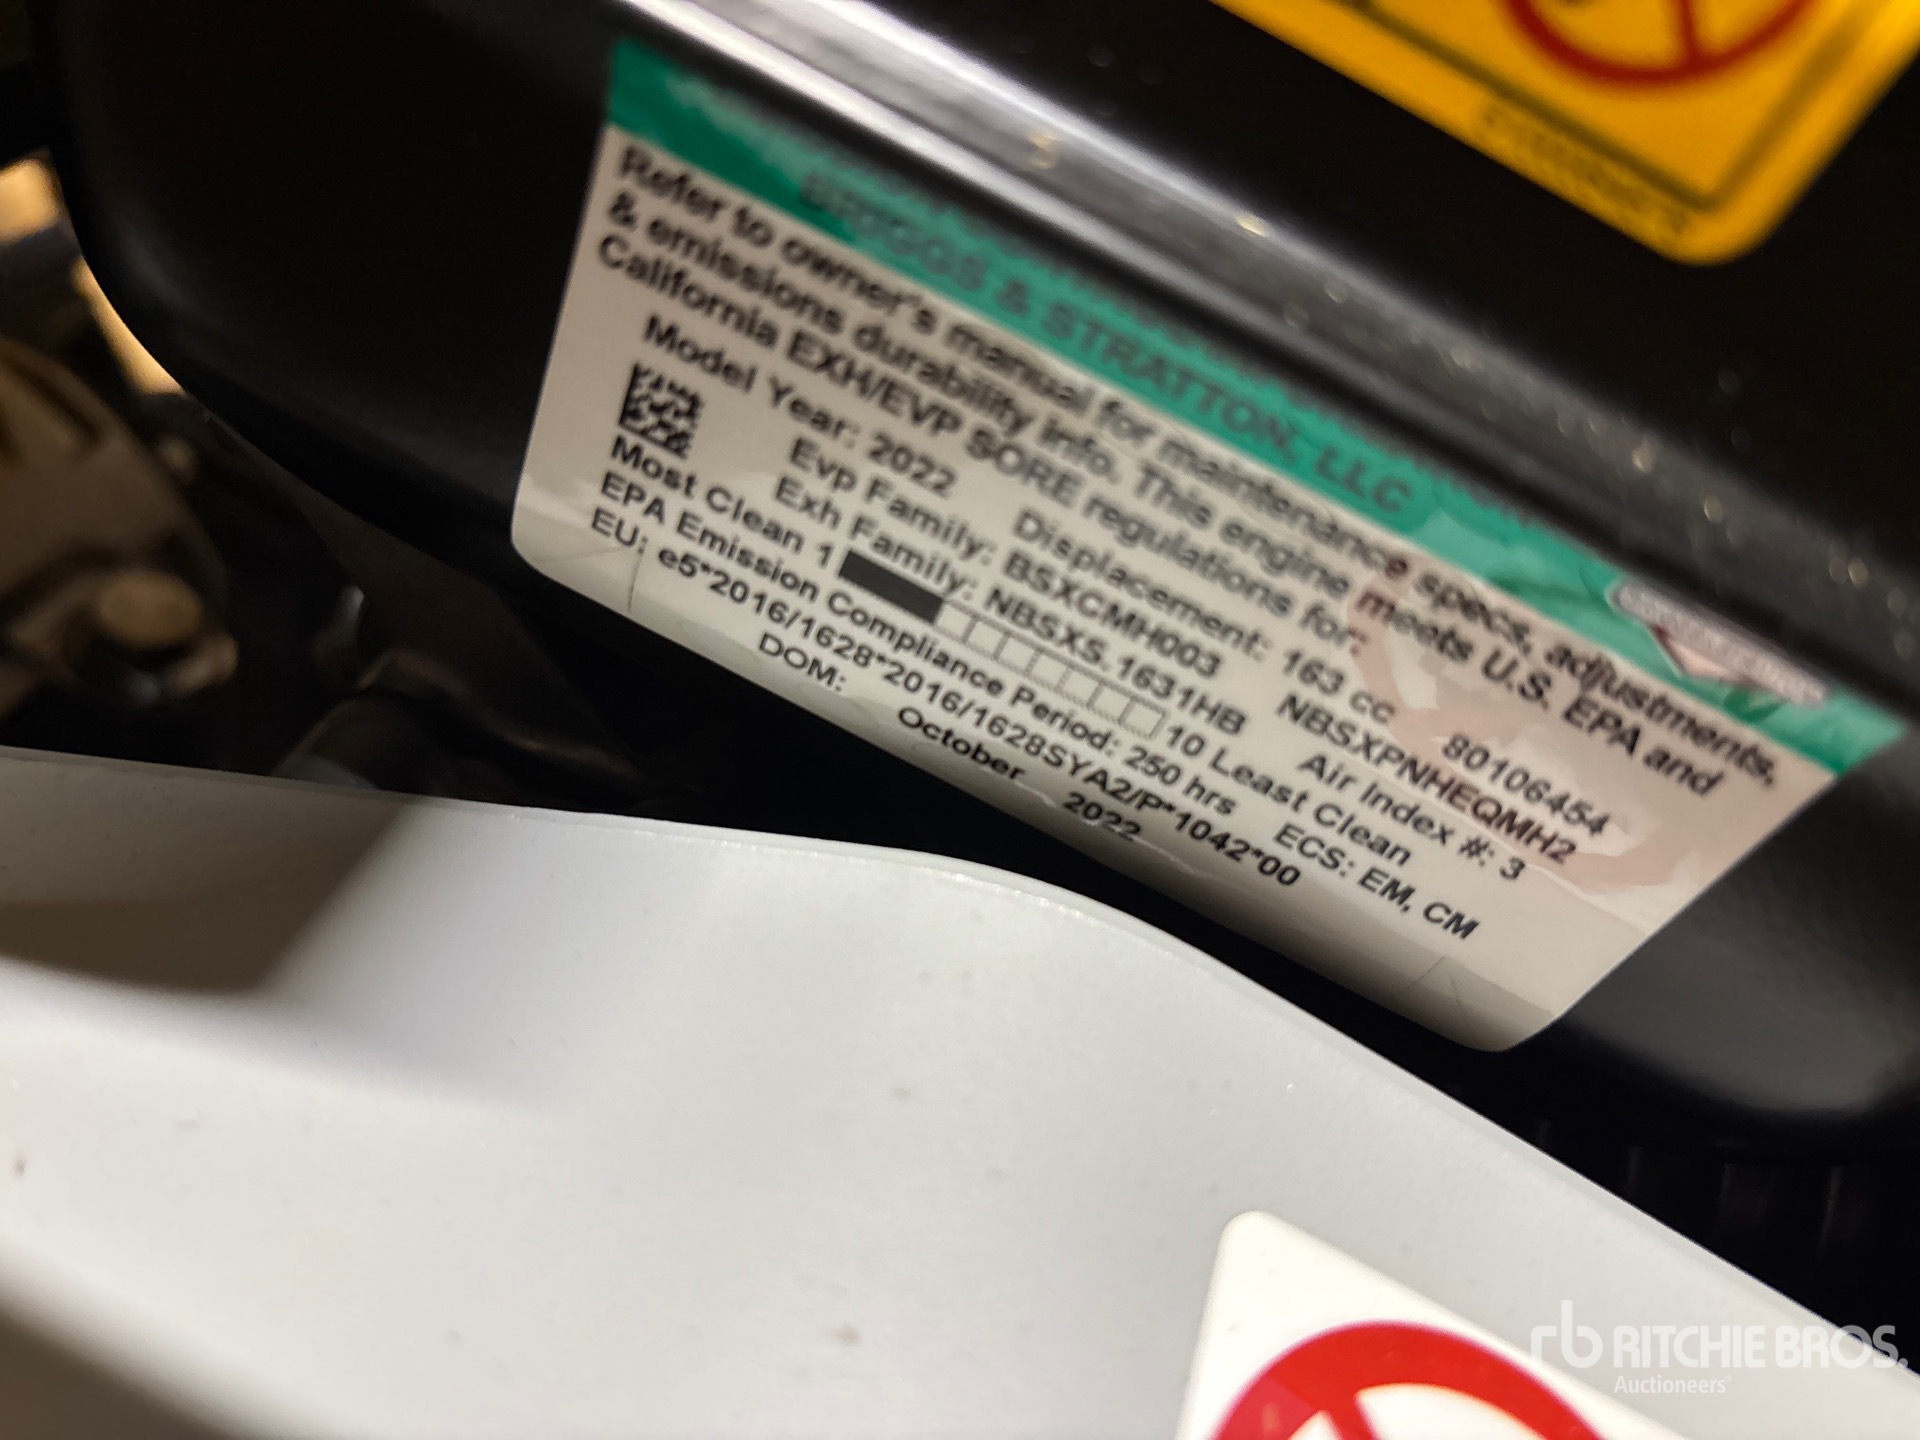 BRIGGS & STRATTON, LLC
Refer to owner's manual for maintenance specs, adjustments,
& emissions durability info. This engine meets U.S. EPA and
California EXH/EVP SORE regulations for:
Model Year: 2022 Displacement: 163 cc 80106454
Evp Family: BSXCMH003 NBSXPNHEQMH2
Exh Family: NBSXS.1631HB Air Index #: 3
Most Clean 1 10 Least Clean
EPA Emission Compliance Period: 250 hrs ECS: EM, CM
EU: e5*2016/1628*2016/1628SYA2/P*1042*00
DOM: October 2022
rb RITCHIE BROS.
Auctioneers